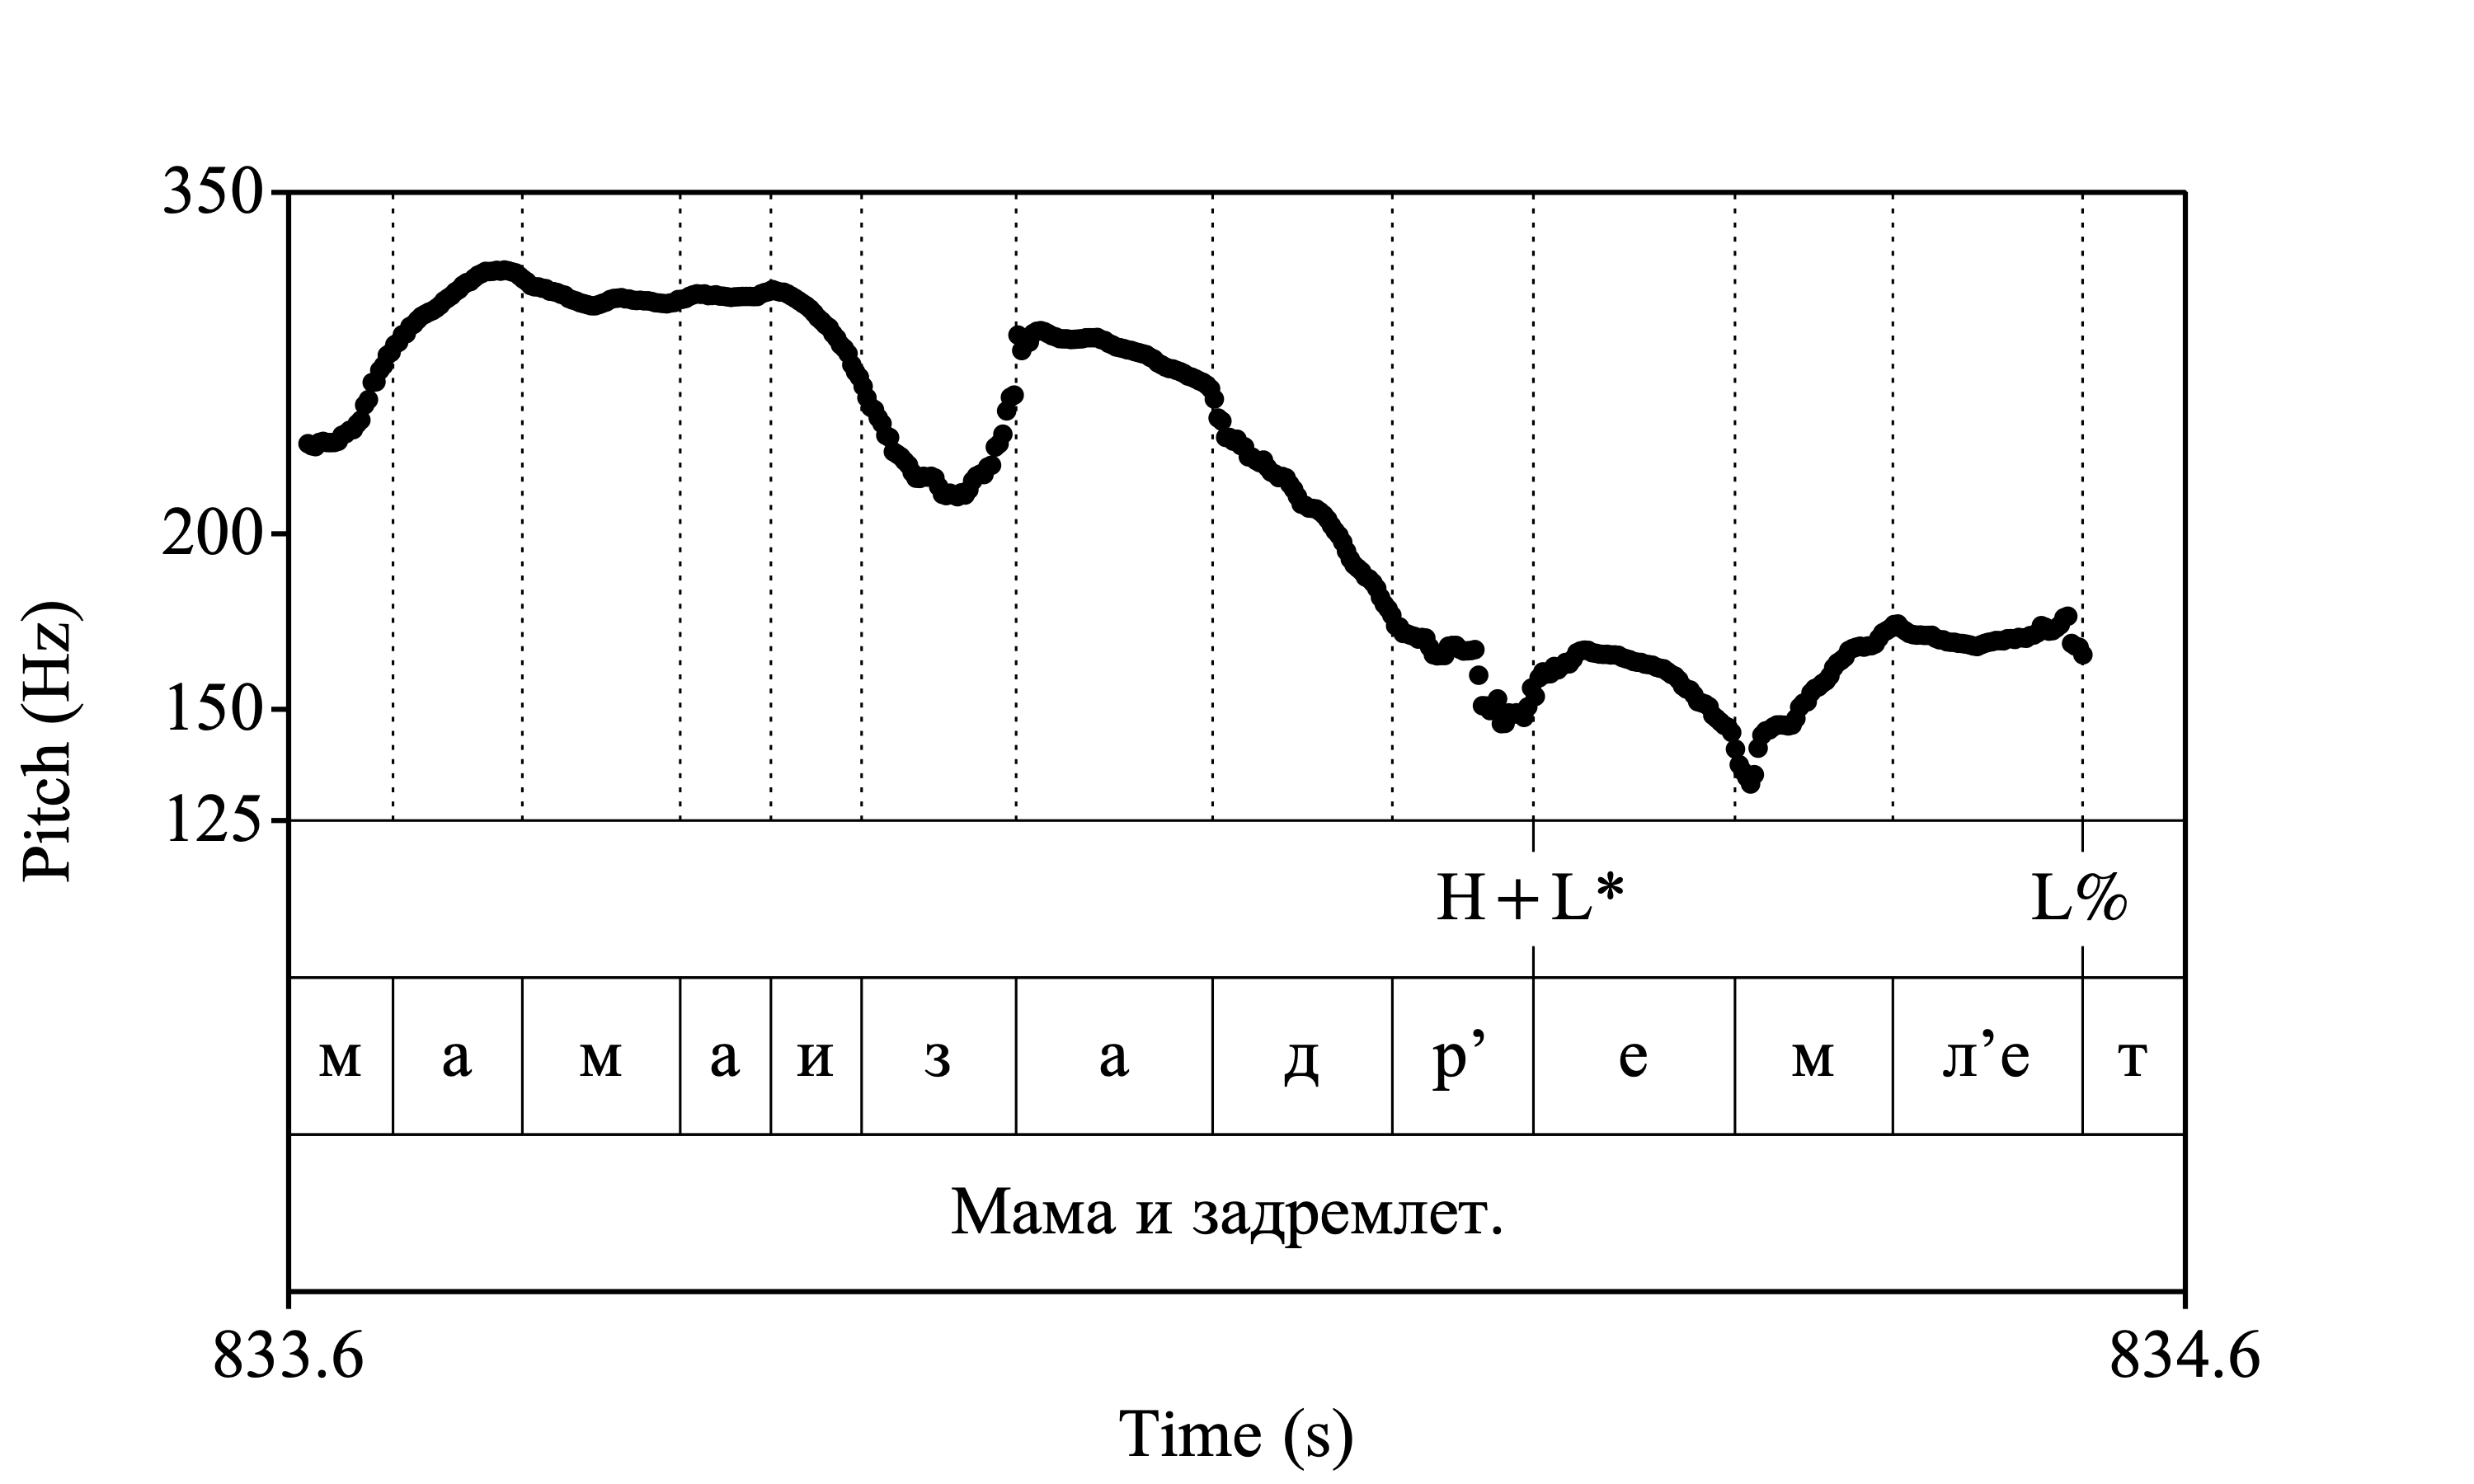 350
200
150
125
Pitch (Hz)
H+L* L%
м а м а и з а д р’ е м л’е т
Мама и задремлет.
833.6 834.6
Time (s)